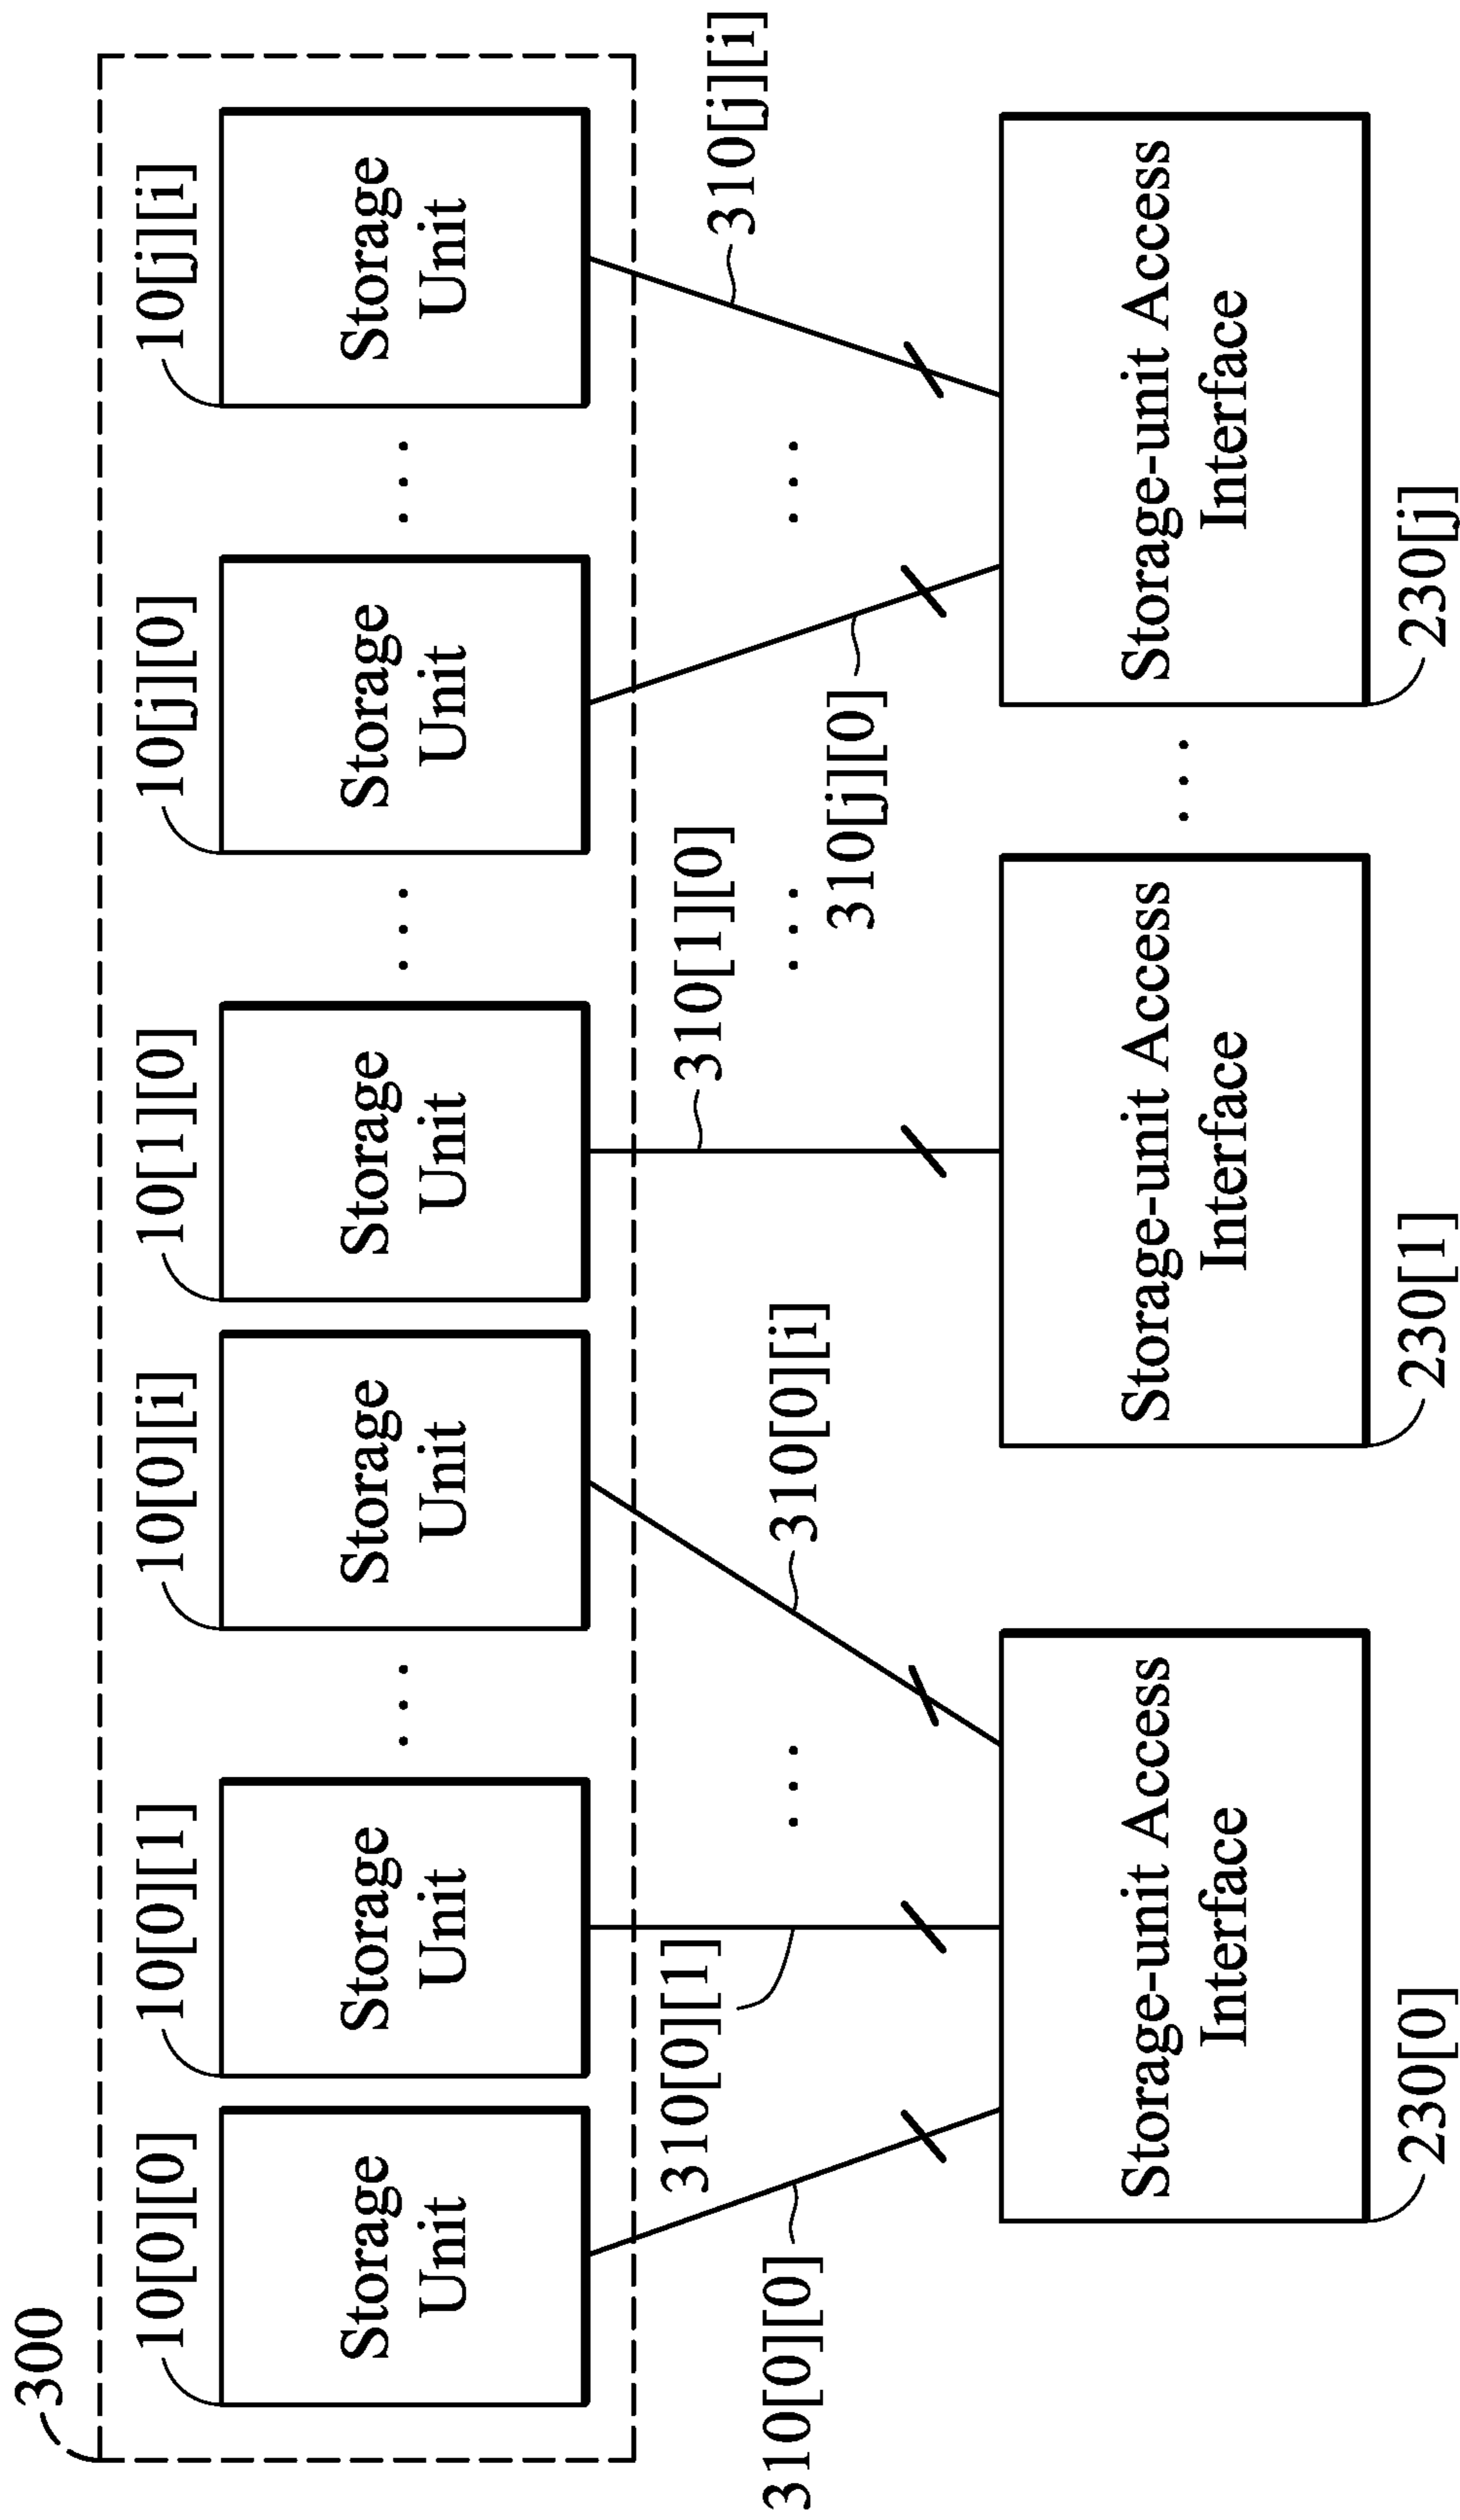 300
10[0][0]
10[0][1]
10[0][i]
10[1][0]
10[j][0]
10[j][i]
Storage
Unit
Storage
Unit
Storage
Unit
Storage
Unit
Storage
Unit
Storage
Unit
310[0][0]
310[0][1]
310[0][i]
310[1][0]
310[j][0]
310[j][i]
Storage-unit Access
Interface
Storage-unit Access
Interface
Storage-unit Access
Interface
230[0]
230[1]
230[j]